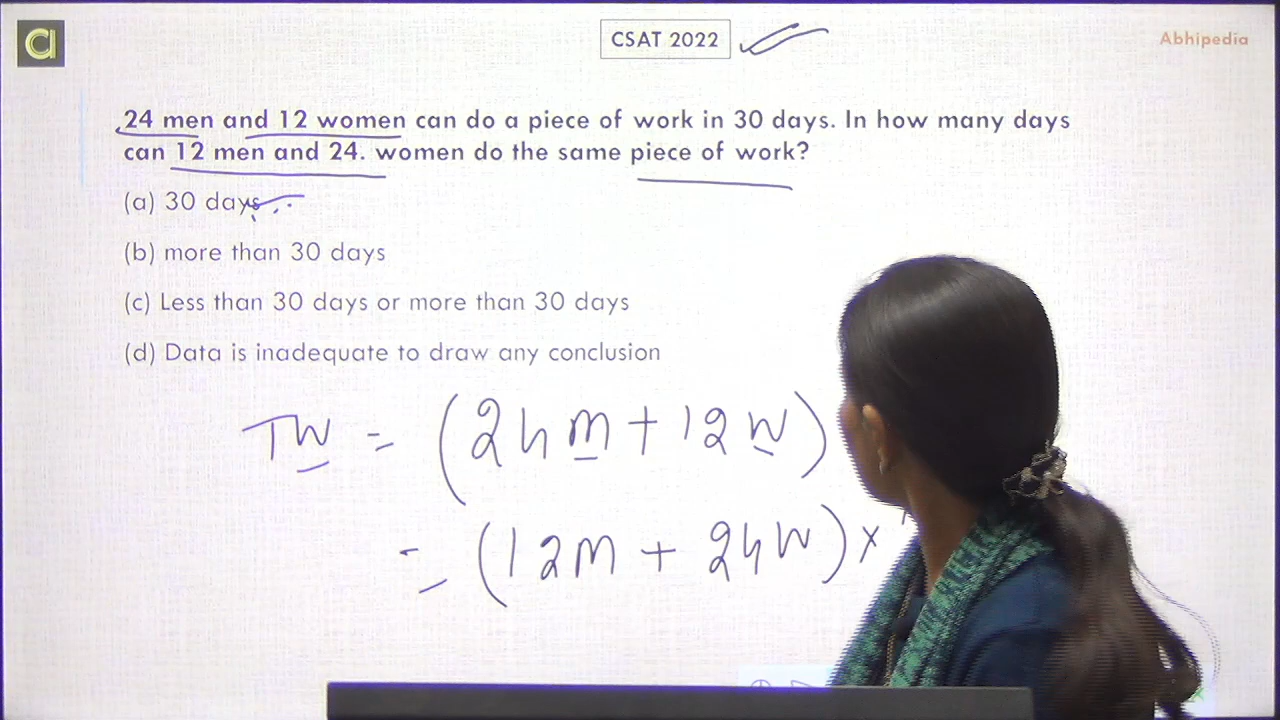 CSAT 2022
Abhipedia
24 men and 12 women can do a piece of work in 30 days. In how many days
can 12 men and 24. women do the same piece of work?
(a) 30 days
(b) more than 30 days
(c) Less than 30 days or more than 30 days
(d) Data is inadequate to draw any conclusion
TW = (24m + 12w)
= (12m + 24w) ×